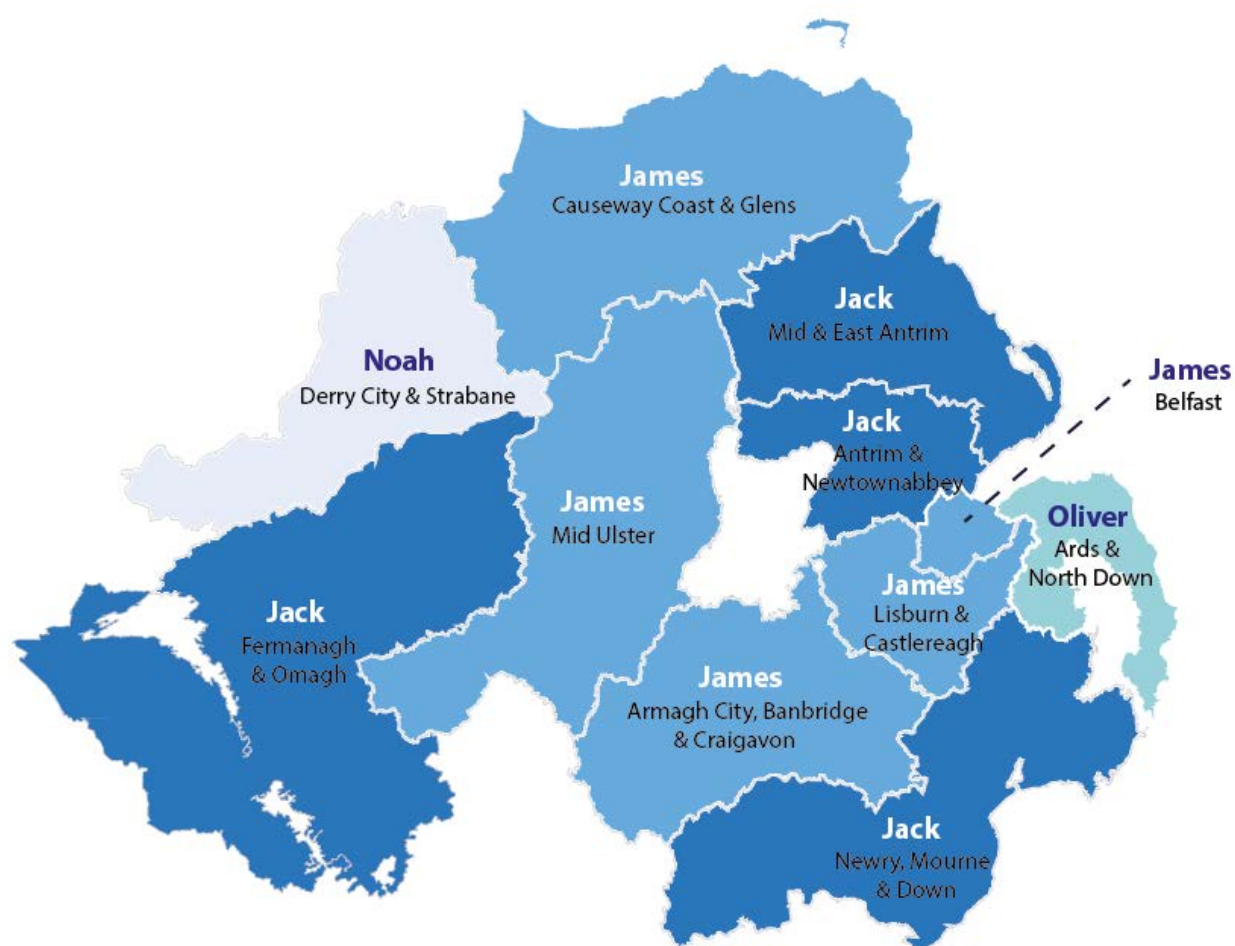 James
Causeway Coast & Glens
Jack
Mid & East Antrim
Noah
Derry City & Strabane
James
Belfast
Jack
Antrim &
Newtownabbey
James
Mid Ulster
Oliver
Ards &
North Down
James
Lisburn &
Castlereagh
Jack
Fermanagh
& Omagh
James
Armagh City, Banbridge
& Craigavon
Jack
Newry, Mourne
& Down